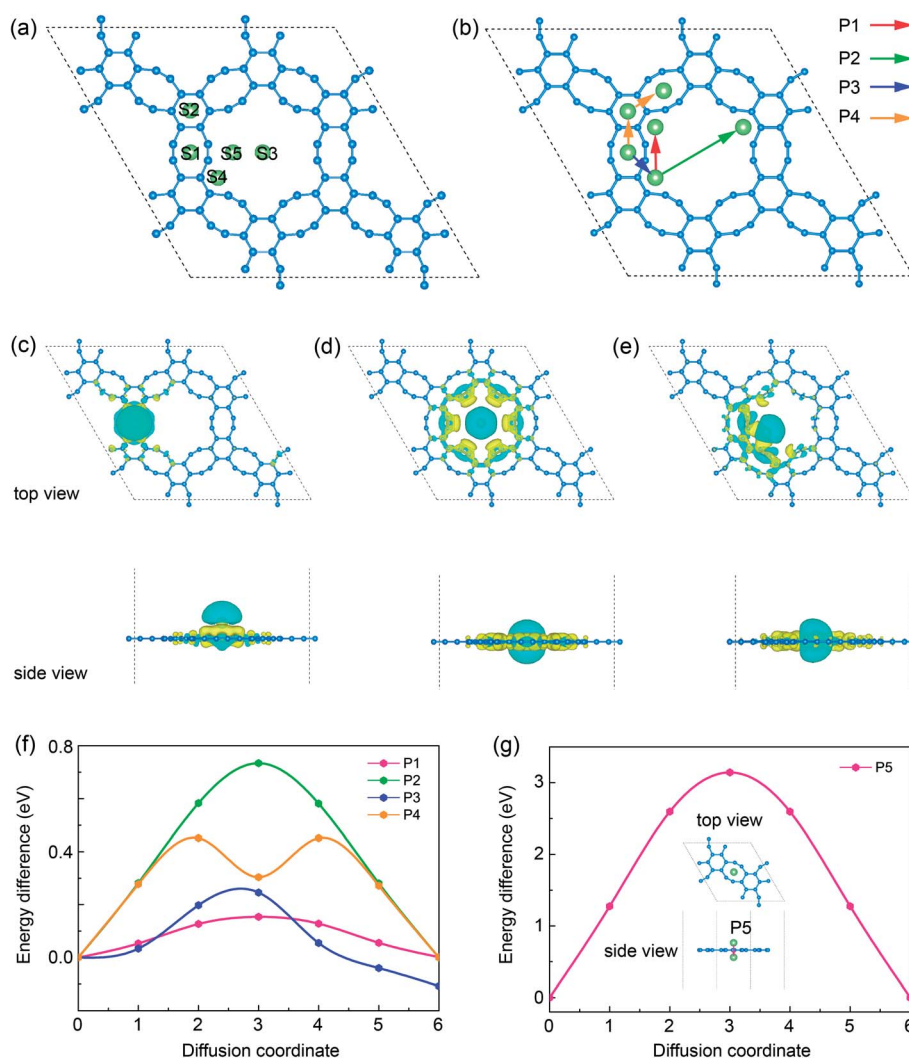 (a)
S2
S1
S5
S3
S4
(b)
P1
P2
P3
P4
(c)
(d)
(e)
top view
side view
(f)
0.8
0.4
0.0
Energy difference (eV)
P1
P2
P3
P4
0 1 2 3 4 5 6
Diffusion coordinate
(g)
3
2
1
0
Energy difference (eV)
P5
top view
P5
side view
0 1 2 3 4 5 6
Diffusion coordinate